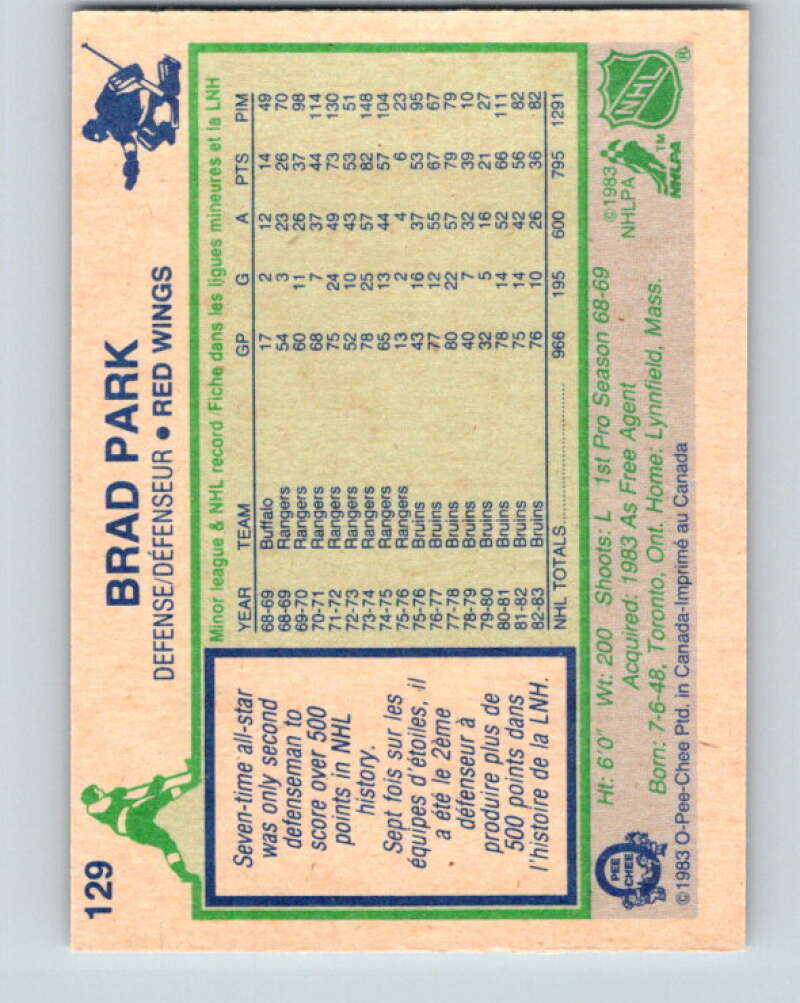 129
BRAD PARK
DEFENSE/DÉFENSEUR • RED WINGS
Seven-time all-star
was only second
defenseman to
score over 500
points in NHL
history.
Sept fois sur les
équipes d'étoiles, il
a été le 2ème
défenseur à
produire plus de
500 points dans
l'histoire de la LNH.
Minor league & NHL record Fiche dans les ligues mineures et la LNH
YEAR TEAM GP G A PTS PIM
68-69 Buffalo 17 2 12 14 49
68-69 Rangers 54 3 23 26 70
69-70 Rangers 60 11 26 37 98
70-71 Rangers 68 7 37 44 114
71-72 Rangers 75 24 49 73 130
72-73 Rangers 52 10 43 53 51
73-74 Rangers 78 25 57 82 148
74-75 Rangers 65 13 44 57 104
75-76 Rangers 13 2 4 6 23
75-76 Bruins 43 16 37 53 95
76-77 Bruins 77 12 55 67 67
77-78 Bruins 80 22 57 79 79
78-79 Bruins 40 7 32 39 10
79-80 Bruins 32 5 16 21 27
80-81 Bruins 78 14 52 66 111
81-82 Bruins 75 14 42 56 82
82-83 Bruins 76 10 26 36 82
NHL TOTALS 966 195 600 795 1291
Ht: 6'0" Wt: 200 Shoots: L 1st Pro Season 68-69
Acquired: 1983 As Free Agent
Born: 7-6-48, Toronto, Ont. Home: Lynnfield, Mass.
© 1983 O-Pee-Chee Ptd. in Canada-Imprimé au Canada
O PEE CHEE
© 1983
NHLPA
NHLPA TM
NHL ®